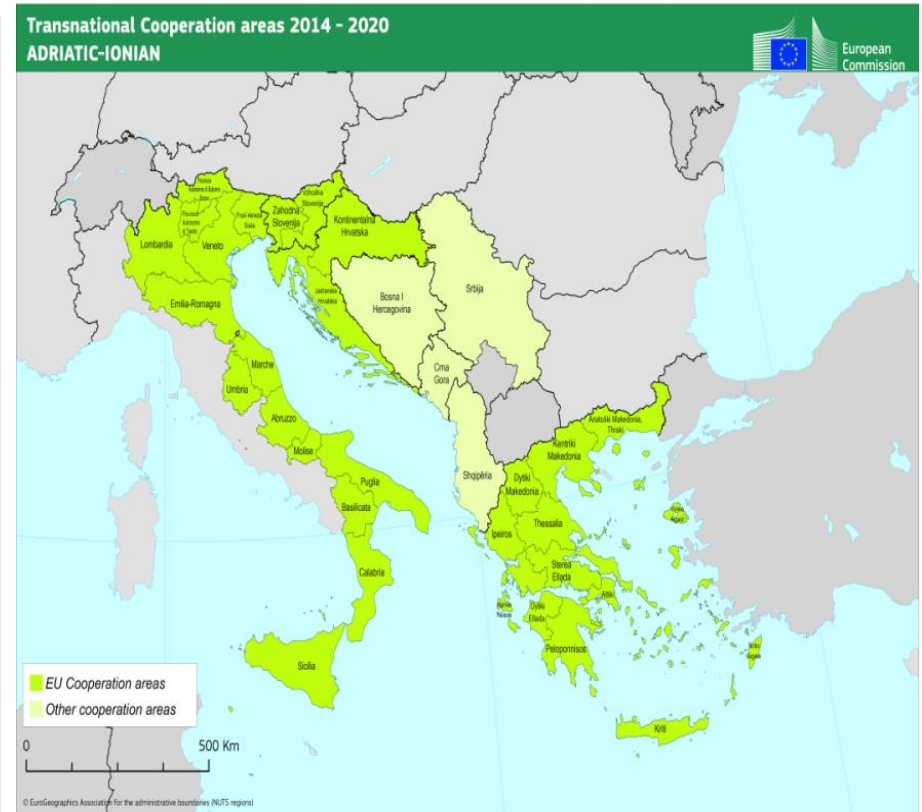 Transnational Cooperation areas 2014 - 2020
ADRIATIC-IONIAN
European
Commission
Lombardia
Veneto
Zahodna
Slovenija
Vzhodna
Slovenija
Kontinentalna
Hrvatska
Jadranska
Hrvatska
Emilia-Romagna
Bosna I
Hercegovina
Srbija
Marche
Umbria
Crna
Gora
Abruzzo
Molise
Puglia
Basilicata
Calabria
Sicilia
Shqipëria
Anatoliki Makedonia,
Thraki
Kentriki
Makedonia
Dytiki
Makedonia
Ipeiros
Thessalia
Sterea
Ellada
Attiki
Dytiki
Ellada
Peloponnisos
Kriti
EU Cooperation areas
Other cooperation areas
0
500 Km
© EuroGeographics Association for the administrative boundaries (NUTS regions)